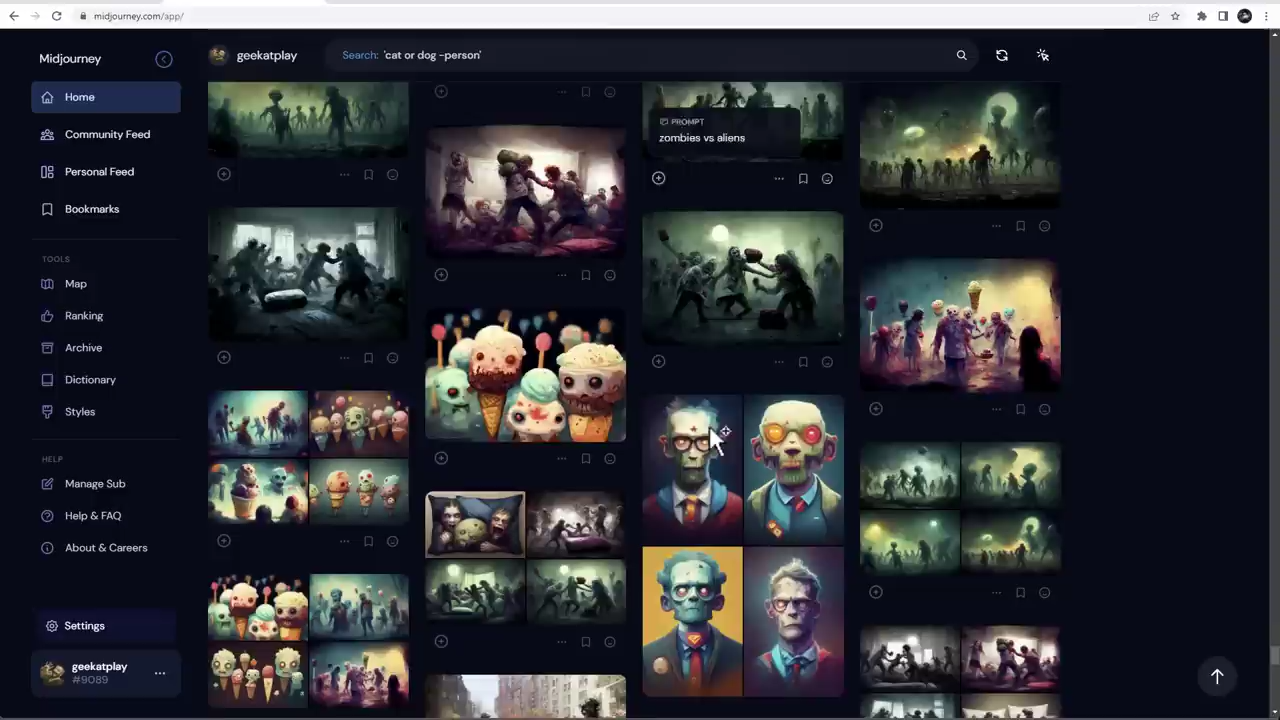 midjourney.com/app/
Midjourney
geekatplay
Search: 'cat or dog -person'
Home
Community Feed
Personal Feed
Bookmarks
TOOLS
Map
Ranking
Archive
Dictionary
Styles
HELP
Manage Sub
Help & FAQ
About & Careers
Settings
geekatplay
#9089
PROMPT
zombies vs aliens